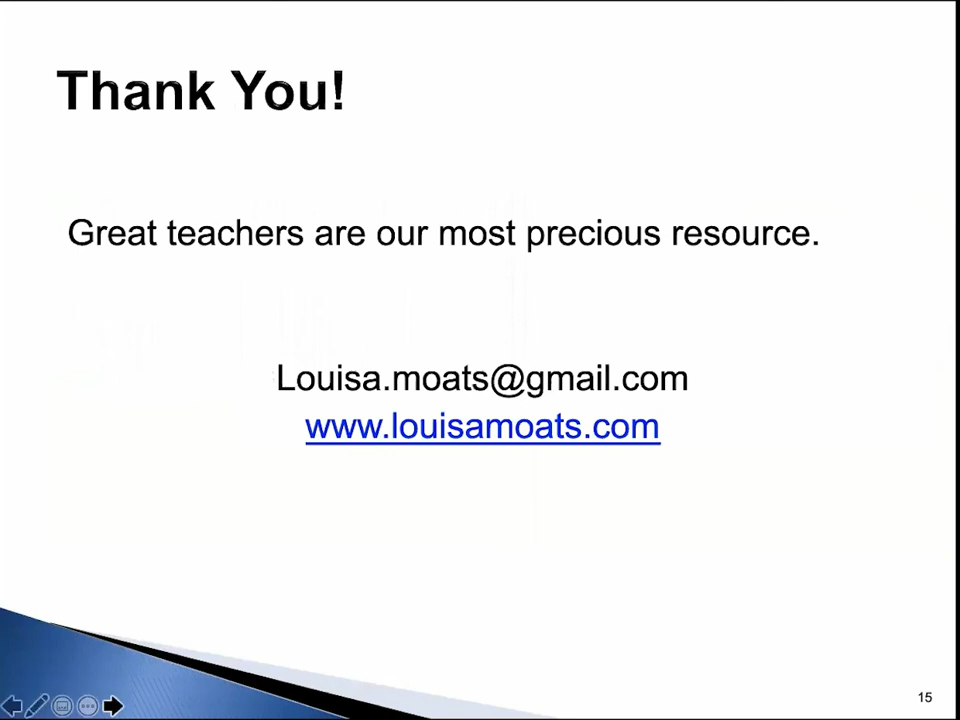 Thank You!
Great teachers are our most precious resource.
Louisa.moats@gmail.com
www.louisamoats.com
15